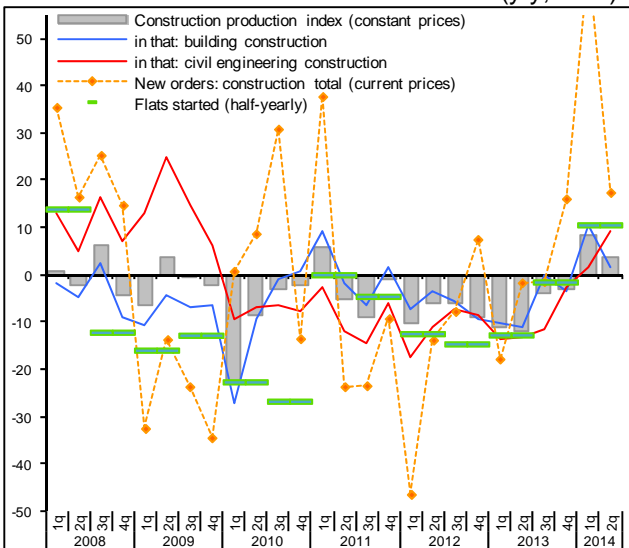 (y-y, in %)
Construction production index (constant prices)
in that: building construction
in that: civil engineering construction
New orders: construction total (current prices)
Flats started (half-yearly)
50
40
30
20
10
0
-10
-20
-30
-40
-50
1q 2q 3q 4q 1q 2q 3q 4q 1q 2q 3q 4q 1q 2q 3q 4q 1q 2q 3q 4q 1q 2q 3q 4q 1q 2q
2008 2009 2010 2011 2012 2013 2014